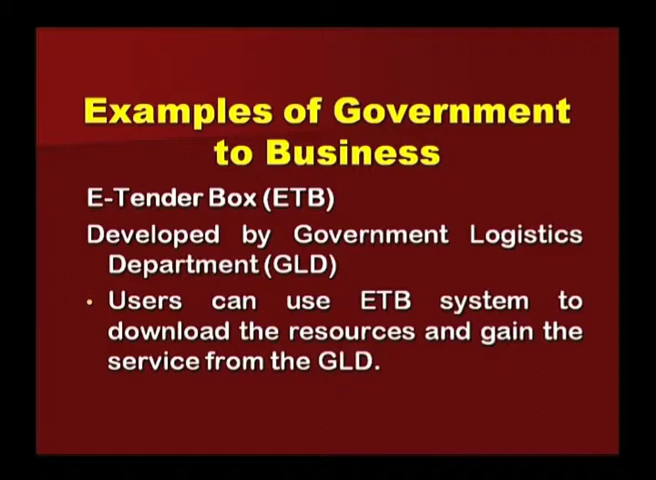 Examples of Government
to Business
E-Tender Box (ETB)
Developed by Government Logistics
Department (GLD)
• Users can use ETB system to
download the resources and gain the
service from the GLD.